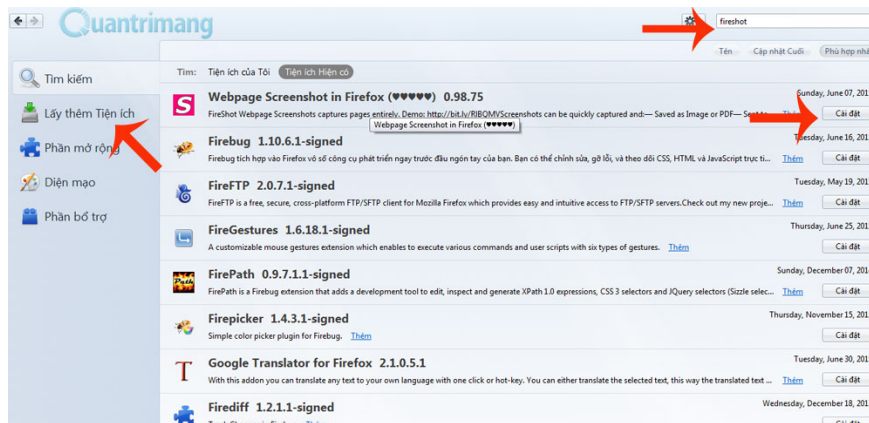 Quantrimang
fireshot
Tên Cập nhật Cuối Phù hợp nhấ
Tìm kiếm
Lấy thêm Tiện ích
Phần mở rộng
Diện mạo
Phần bổ trợ
Tìm: Tiện ích của Tôi Tiện ích Hiện có
Webpage Screenshot in Firefox (♥♥♥♥♥) 0.98.75 Sunday, June 07, 201
FireShot Webpage Screenshots captures pages entirely. Demo: http://bit.ly/RIBQMVScreenshots can be quickly captured and:— Saved as Image or PDF— Sent to Thêm Cài đặt
Webpage Screenshot in Firefox (♥♥♥♥♥)
Firebug 1.10.6.1-signed Tuesday, June 16, 201
Firebug tích hợp vào Firefox vô số công cụ phát triển ngay trước đầu ngón tay của bạn. Bạn có thể chỉnh sửa, gỡ lỗi, và theo dõi CSS, HTML và JavaScript trực ti... Thêm Cài đặt
FireFTP 2.0.7.1-signed Tuesday, May 19, 201
FireFTP is a free, secure, cross-platform FTP/SFTP client for Mozilla Firefox which provides easy and intuitive access to FTP/SFTP servers.Check out my new proje... Thêm Cài đặt
FireGestures 1.6.18.1-signed Thursday, June 25, 201
A customizable mouse gestures extension which enables to execute various commands and user scripts with six types of gestures. Thêm Cài đặt
Path
FirePath 0.9.7.1.1-signed Sunday, December 07, 201
FirePath is a Firebug extension that adds a development tool to edit, inspect and generate XPath 1.0 expressions, CSS 3 selectors and JQuery selectors (Sizzle selec... Thêm Cài đặt
Firepicker 1.4.3.1-signed Thursday, November 15, 201
Simple color picker plugin for Firebug. Thêm Cài đặt
Google Translator for Firefox 2.1.0.5.1 Tuesday, June 30, 201
With this addon you can translate any text to your own language with one click or hot-key. You can either translate the selected text, this way the translated text ... Thêm Cài đặt
Firediff 1.2.1.1-signed Wednesday, December 18, 201